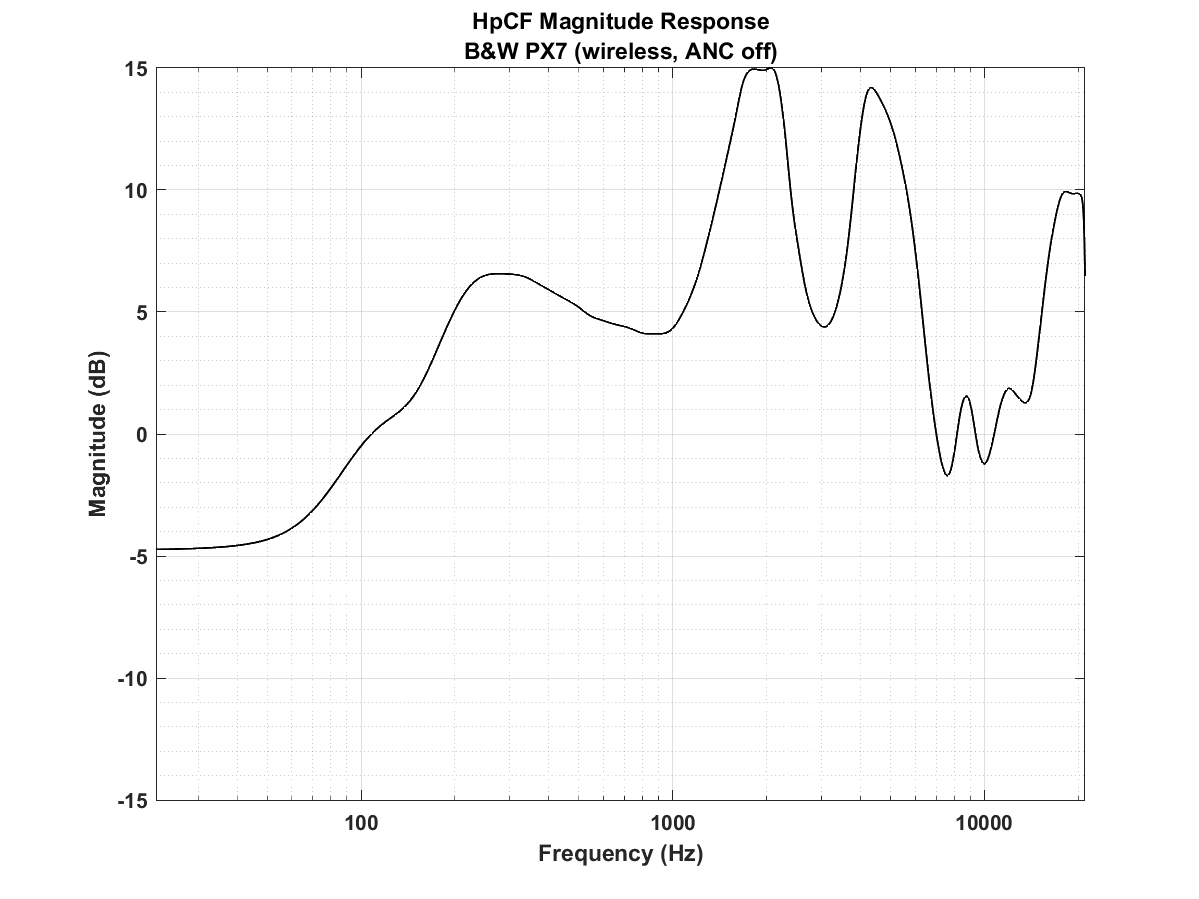 HpCF Magnitude Response
B&W PX7 (wireless, ANC off)
15
10
5
0
-5
-10
-15
Magnitude (dB)
100 1000 10000
Frequency (Hz)